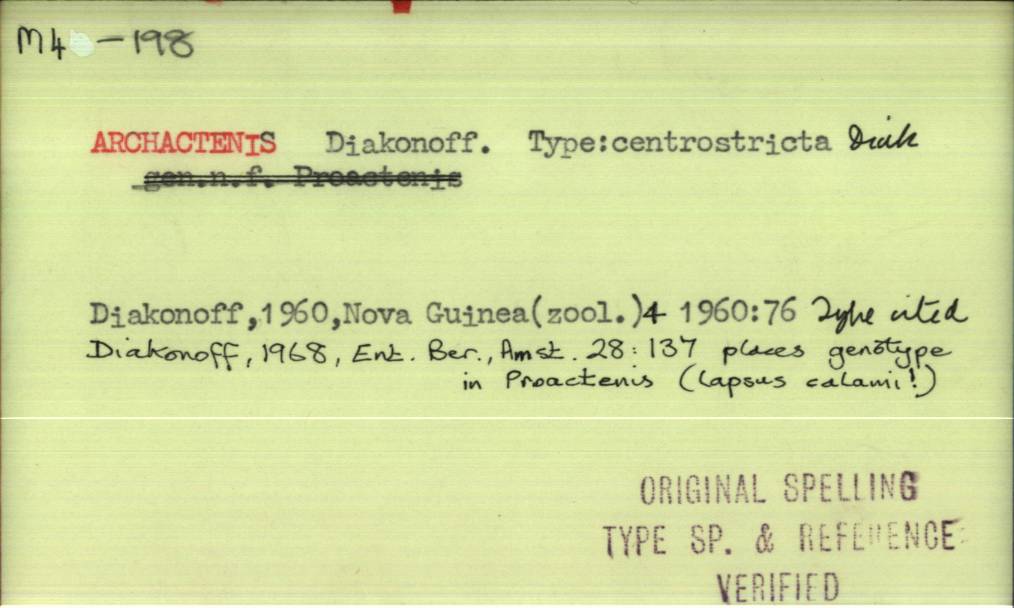 M4 -198
ARCHACTENIS Diakonoff. Type:centrostricta Diak
gen.n.f. Proactenis
Diakonoff,1960,Nova Guinea(zool.)4 1960:76 Type cited
Diakonoff, 1968, Ent. Ber., Amst. 28:137 places genotype
in Proactenis (lapsus calami!)
ORIGINAL SPELLING
TYPE SP. & REFERENCE
VERIFIED